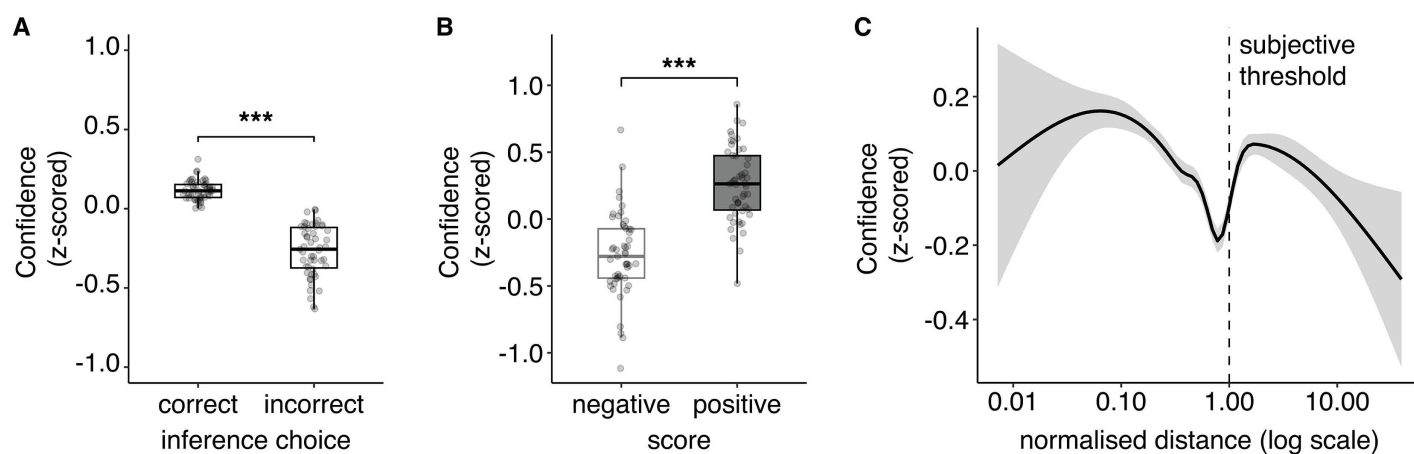 A
Confidence
(z-scored)
1.0
0.5
0.0
-0.5
-1.0
***
correct incorrect
inference choice
B
Confidence
(z-scored)
1.0
0.5
0.0
-0.5
-1.0
***
negative positive
score
C
Confidence
(z-scored)
0.2
0.0
-0.2
-0.4
subjective
threshold
0.01 0.10 1.00 10.00
normalised distance (log scale)